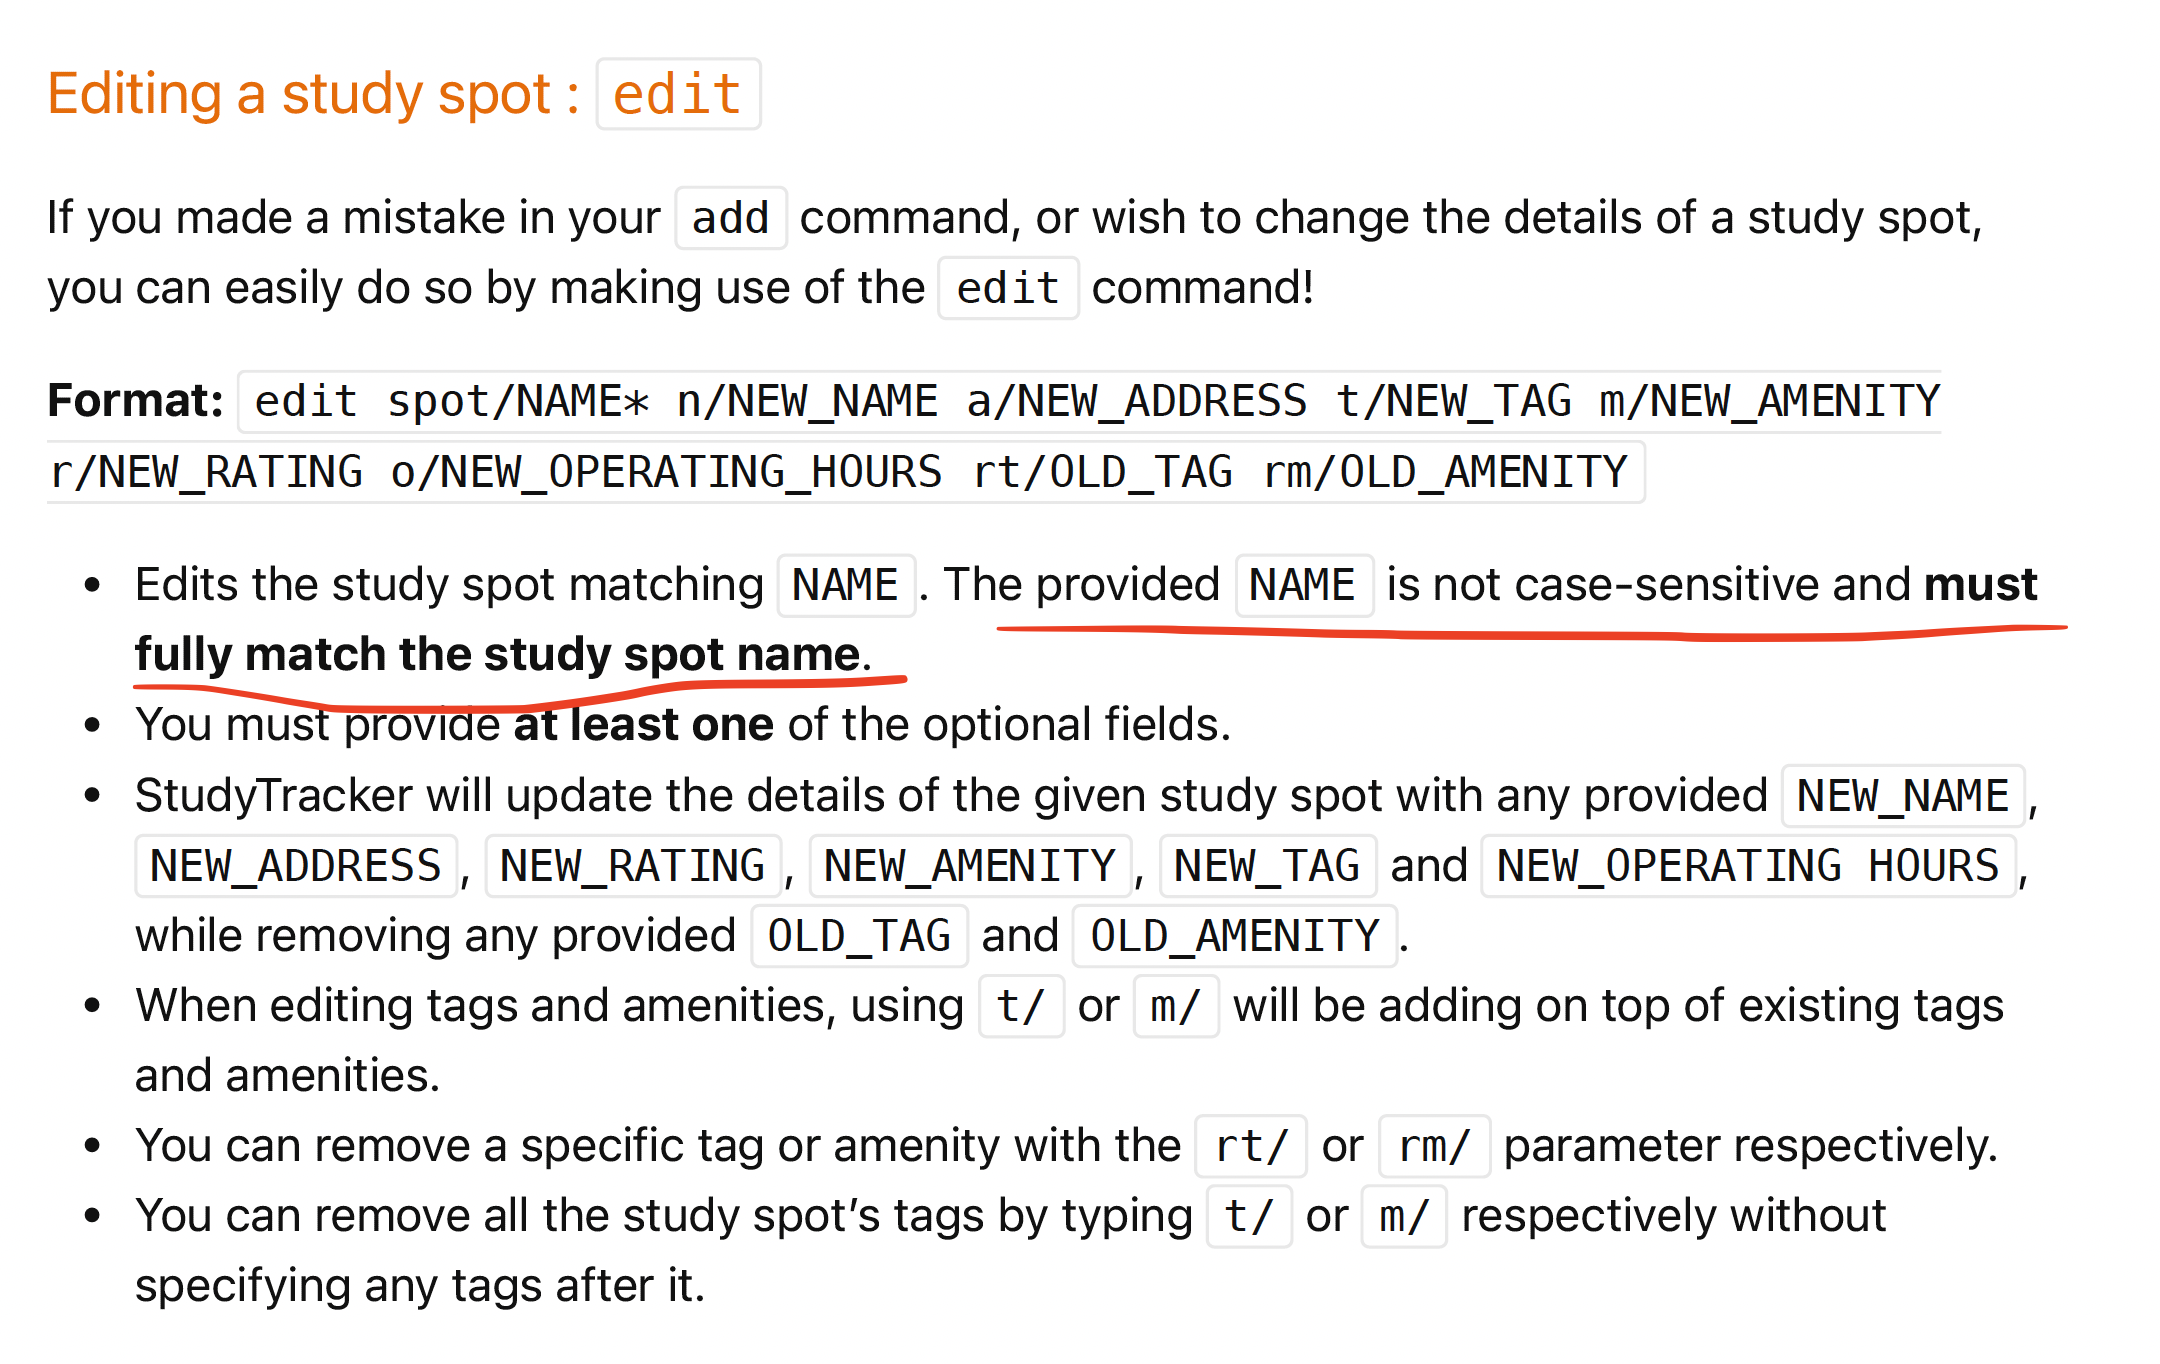 Editing a study spot : edit
If you made a mistake in your add command, or wish to change the details of a study spot,
you can easily do so by making use of the edit command!
Format: edit spot/NAME* n/NEW_NAME a/NEW_ADDRESS t/NEW_TAG m/NEW_AMENITY
r/NEW_RATING o/NEW_OPERATING_HOURS rt/OLD_TAG rm/OLD_AMENITY
• Edits the study spot matching NAME. The provided NAME is not case-sensitive and must
fully match the study spot name.
• You must provide at least one of the optional fields.
• StudyTracker will update the details of the given study spot with any provided NEW_NAME,
NEW_ADDRESS, NEW_RATING, NEW_AMENITY, NEW_TAG and NEW_OPERATING HOURS,
while removing any provided OLD_TAG and OLD_AMENITY.
• When editing tags and amenities, using t/ or m/ will be adding on top of existing tags
and amenities.
• You can remove a specific tag or amenity with the rt/ or rm/ parameter respectively.
• You can remove all the study spot’s tags by typing t/ or m/ respectively without
specifying any tags after it.